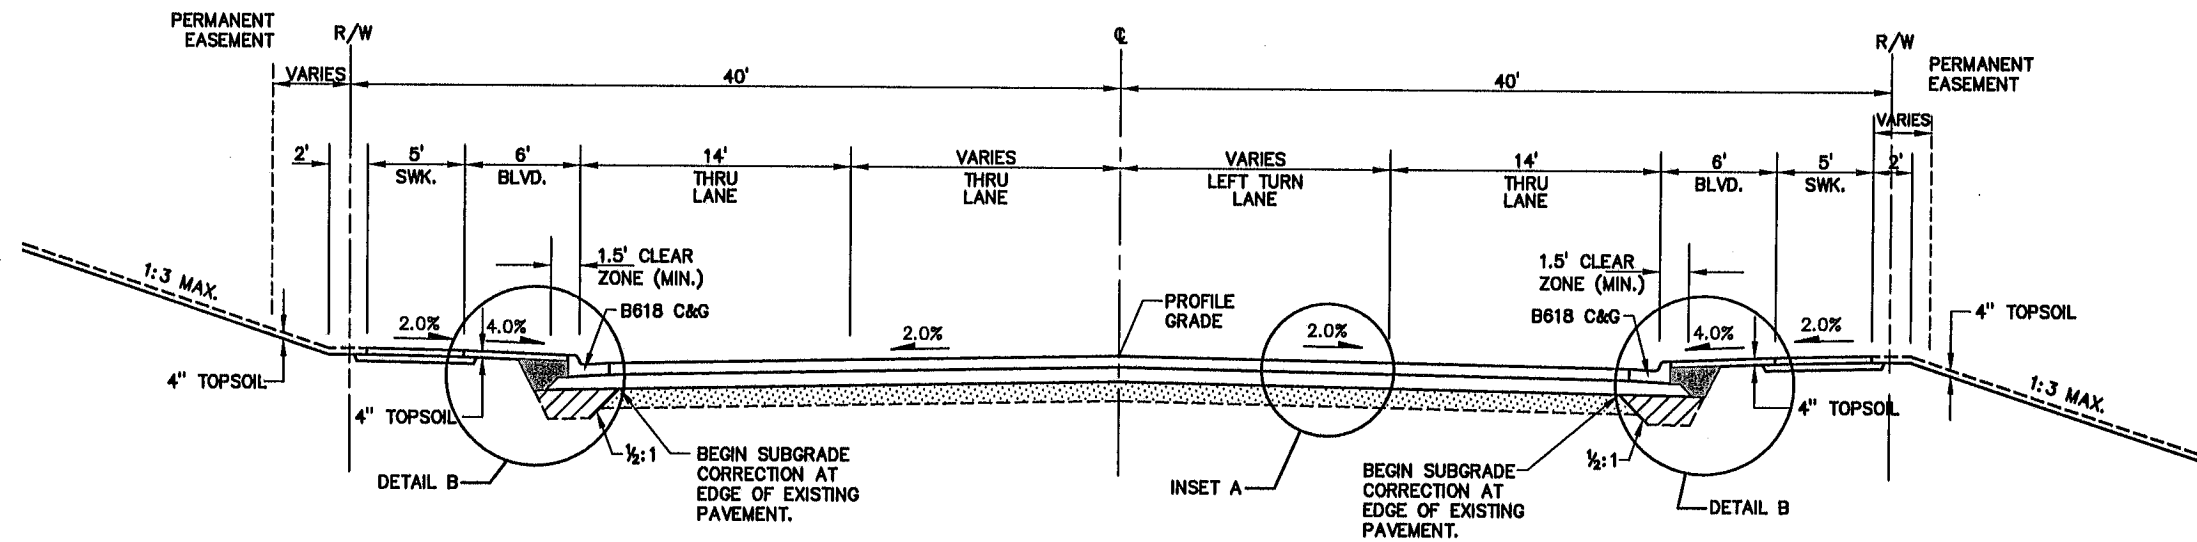 PERMANENT
EASEMENT
R/W
℄
R/W
PERMANENT
EASEMENT
VARIES
40'
40'
VARIES
2'
5'
SWK.
6'
BLVD.
14'
THRU
LANE
VARIES
THRU
LANE
VARIES
LEFT TURN
LANE
14'
THRU
LANE
6'
BLVD.
5'
SWK.
2'
1.5' CLEAR
ZONE (MIN.)
1.5' CLEAR
ZONE (MIN.)
1:3 MAX.
B618 C&G
PROFILE
GRADE
B618 C&G
4" TOPSOIL
2.0%
4.0%
2.0%
2.0%
4.0%
2.0%
4" TOPSOIL
4" TOPSOIL
4" TOPSOIL
1:3 MAX.
½:1
½:1
BEGIN SUBGRADE
CORRECTION AT
EDGE OF EXISTING
PAVEMENT.
BEGIN SUBGRADE
CORRECTION AT
EDGE OF EXISTING
PAVEMENT.
DETAIL B
INSET A
DETAIL B